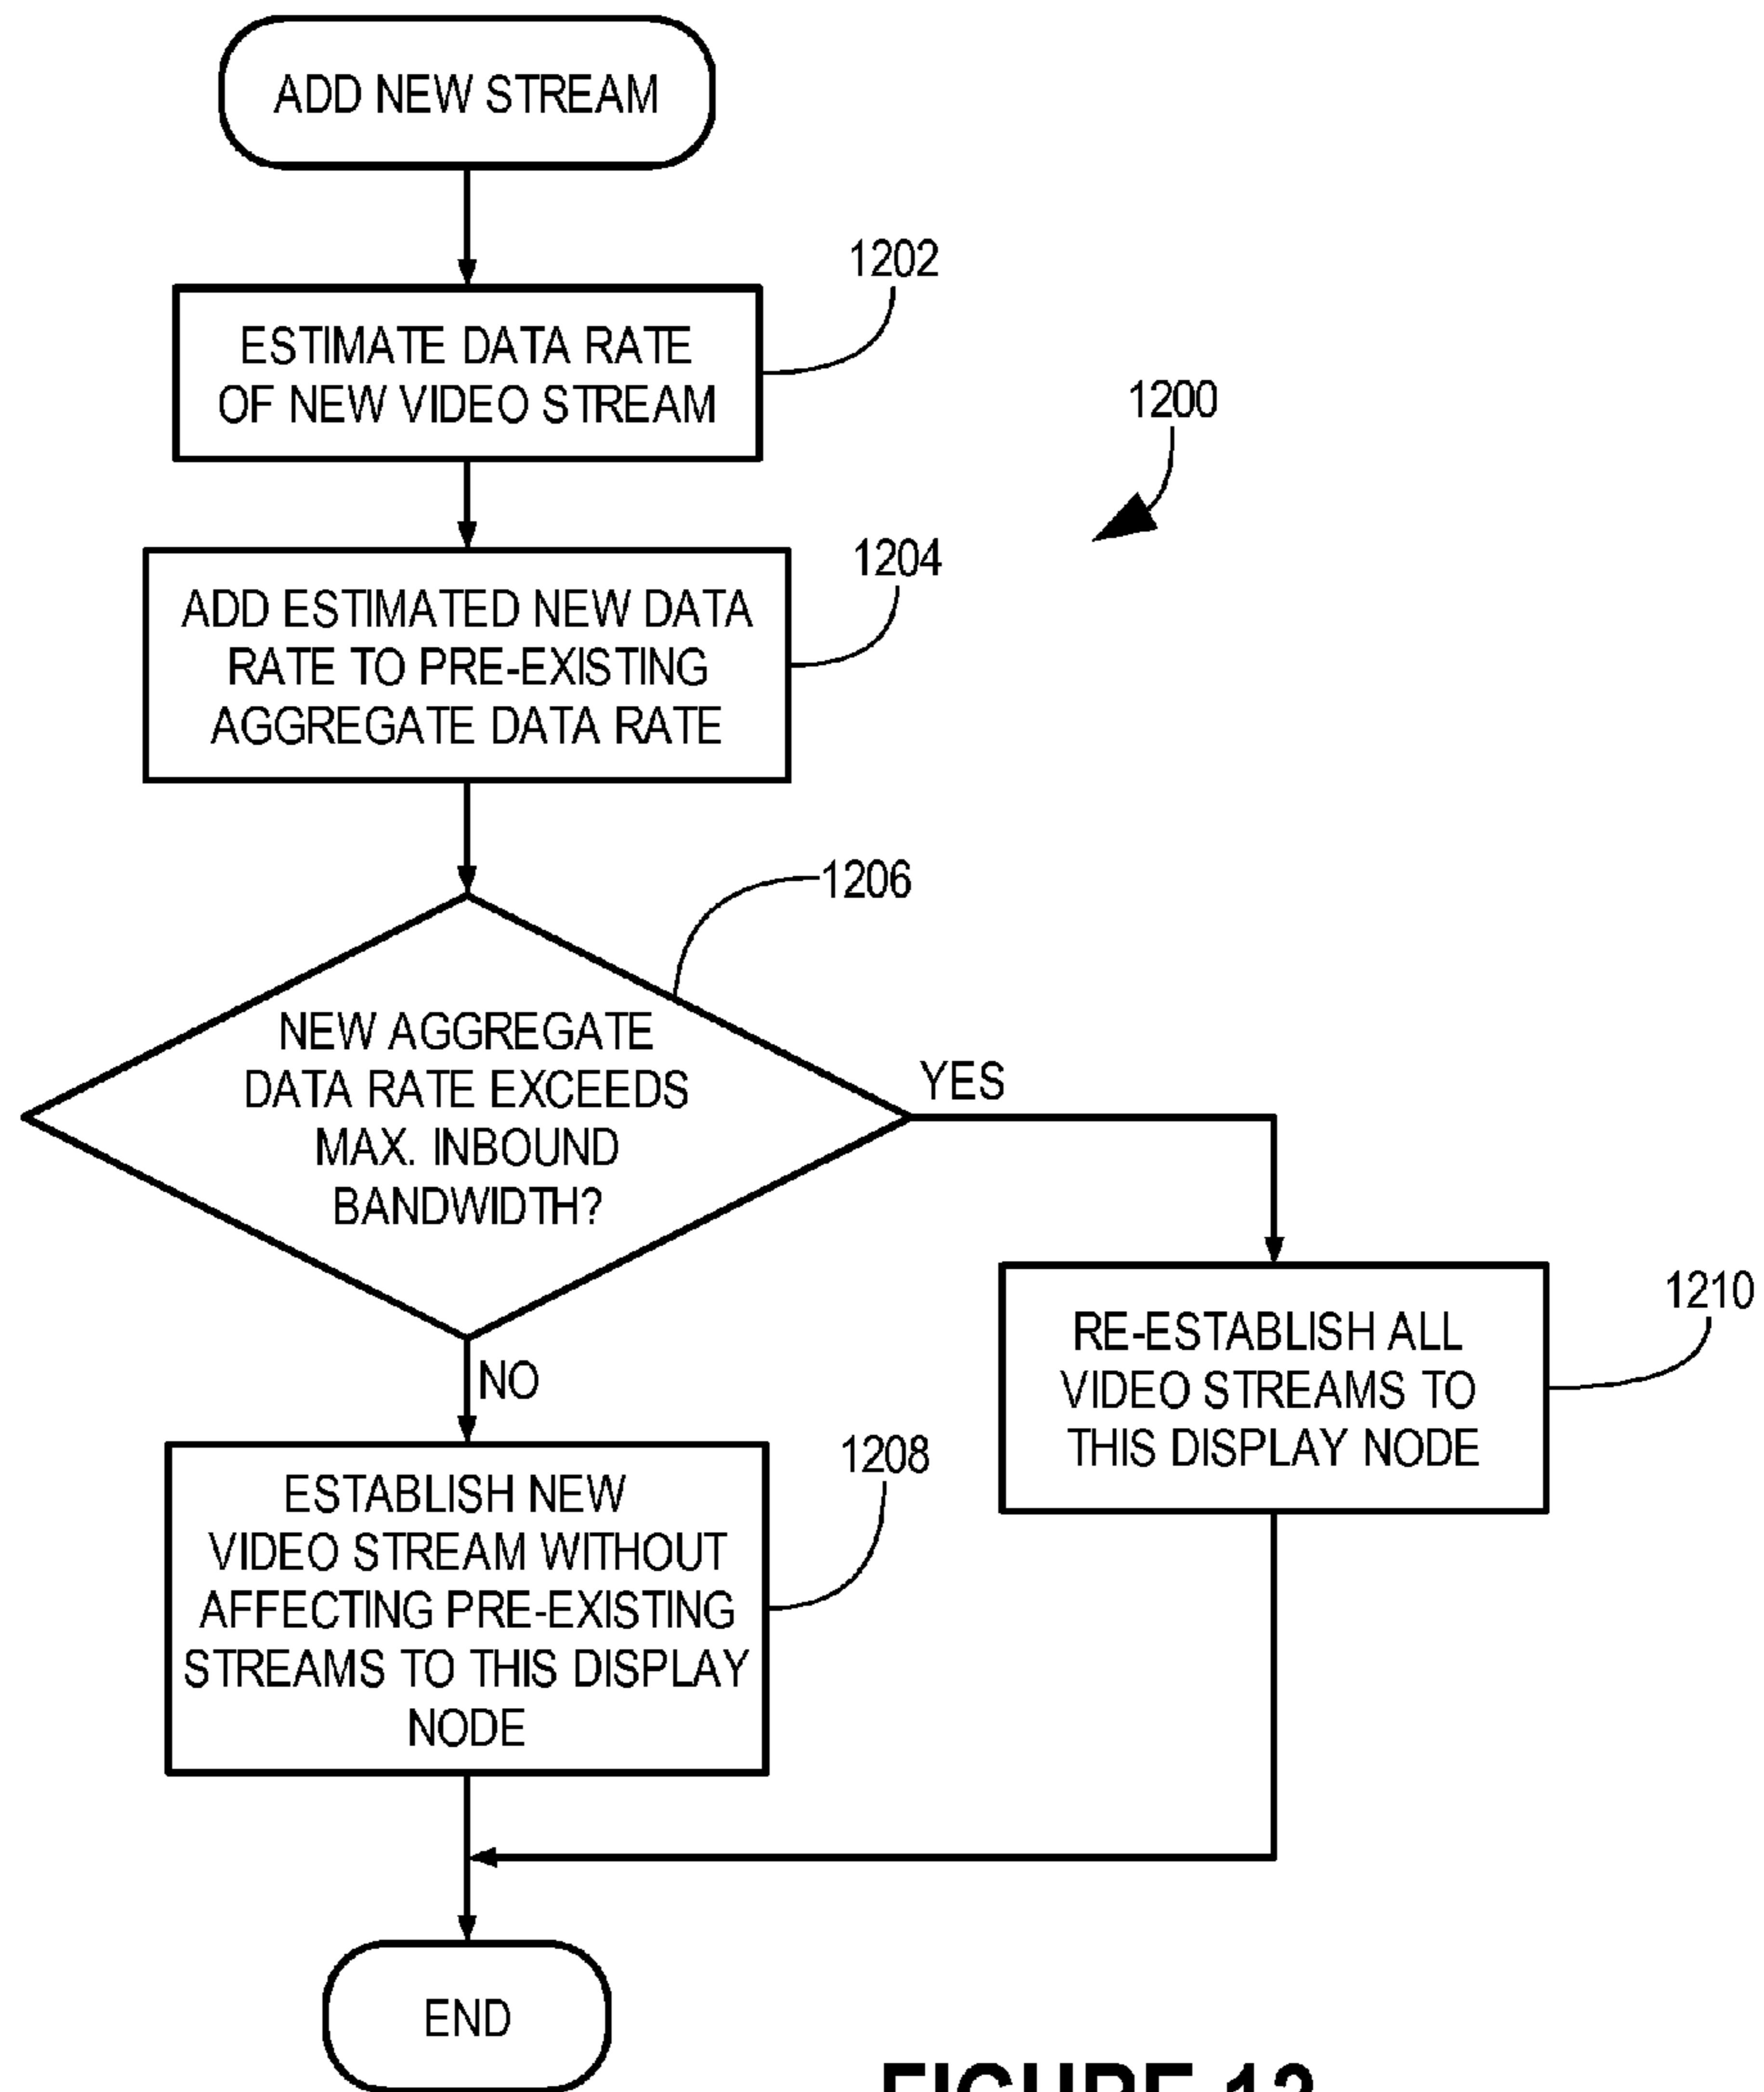 ADD NEW STREAM
1202
ESTIMATE DATA RATE
OF NEW VIDEO STREAM
1200
1204
ADD ESTIMATED NEW DATA
RATE TO PRE-EXISTING
AGGREGATE DATA RATE
1206
NEW AGGREGATE
DATA RATE EXCEEDS
MAX. INBOUND
BANDWIDTH?
YES
NO
1210
RE-ESTABLISH ALL
VIDEO STREAMS TO
THIS DISPLAY NODE
1208
ESTABLISH NEW
VIDEO STREAM WITHOUT
AFFECTING PRE-EXISTING
STREAMS TO THIS DISPLAY
NODE
END
FIGURE 12